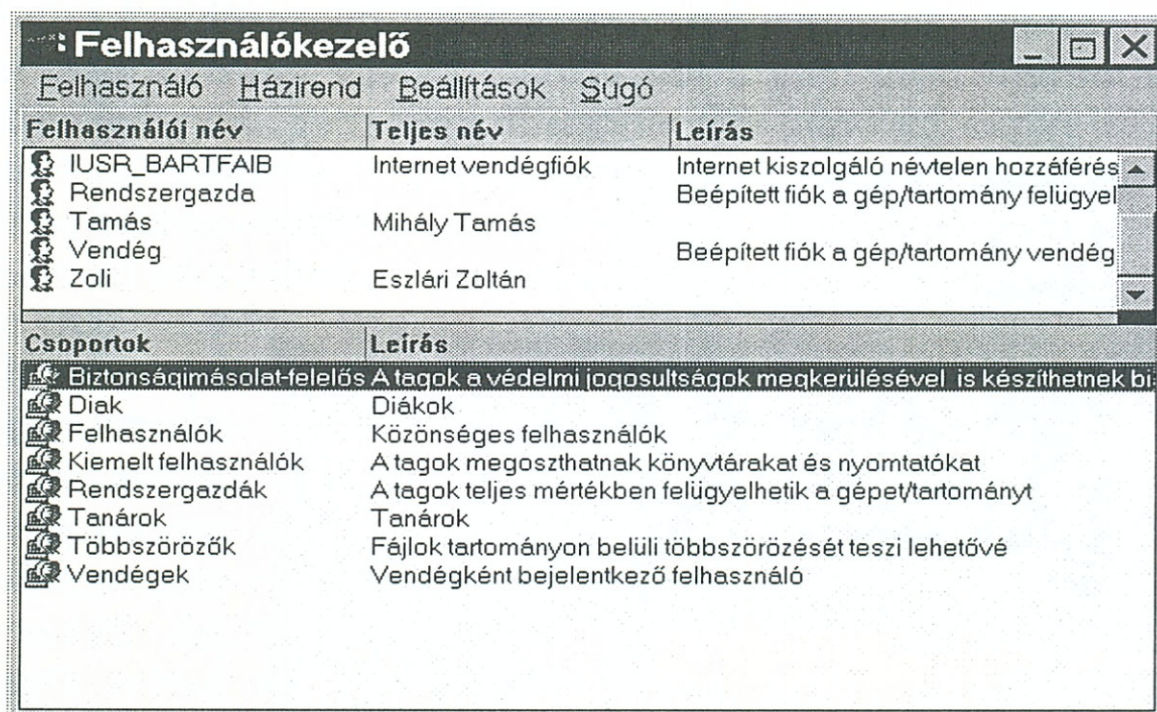 Felhasználókezelő
Felhasználó Házirend Beállítások Súgó
Felhasználói név Teljes név Leírás
IUSR_BARTFAIB Internet vendégfiók Internet kiszolgáló névtelen hozzáférés
Rendszergazda Beépített fiók a gép/tartomány felügyel
Tamás Mihály Tamás
Vendég Beépített fiók a gép/tartomány vendég
Zoli Eszlári Zoltán
Csoportok Leírás
Biztonságimásolat-felelős A tagok a védelmi jogosultságok megkerülésével is készíthetnek bi
Diak Diákok
Felhasználók Közönséges felhasználók
Kiemelt felhasználók A tagok megoszthatnak könyvtárakat és nyomtatókat
Rendszergazdák A tagok teljes mértékben felügyelhetik a gépet/tartományt
Tanárok Tanárok
Többszörözők Fájlok tartományon belüli többszörözését teszi lehetővé
Vendégek Vendégként bejelentkező felhasználó